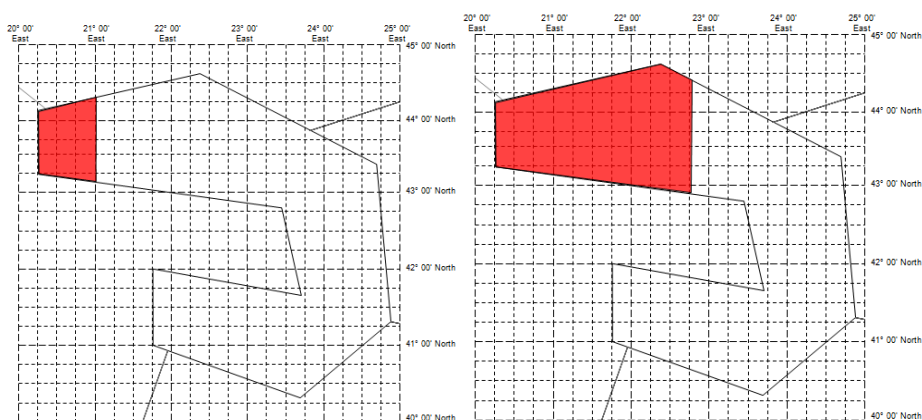 20° 00' 21° 00' 22° 00' 23° 00' 24° 00' 25° 00'
East East East East East East
45° 00' North
44° 00' North
43° 00' North
42° 00' North
41° 00' North
40° 00' North
20° 00' 21° 00' 22° 00' 23° 00' 24° 00' 25° 00'
East East East East East East
45° 00' North
44° 00' North
43° 00' North
42° 00' North
41° 00' North
40° 00' North